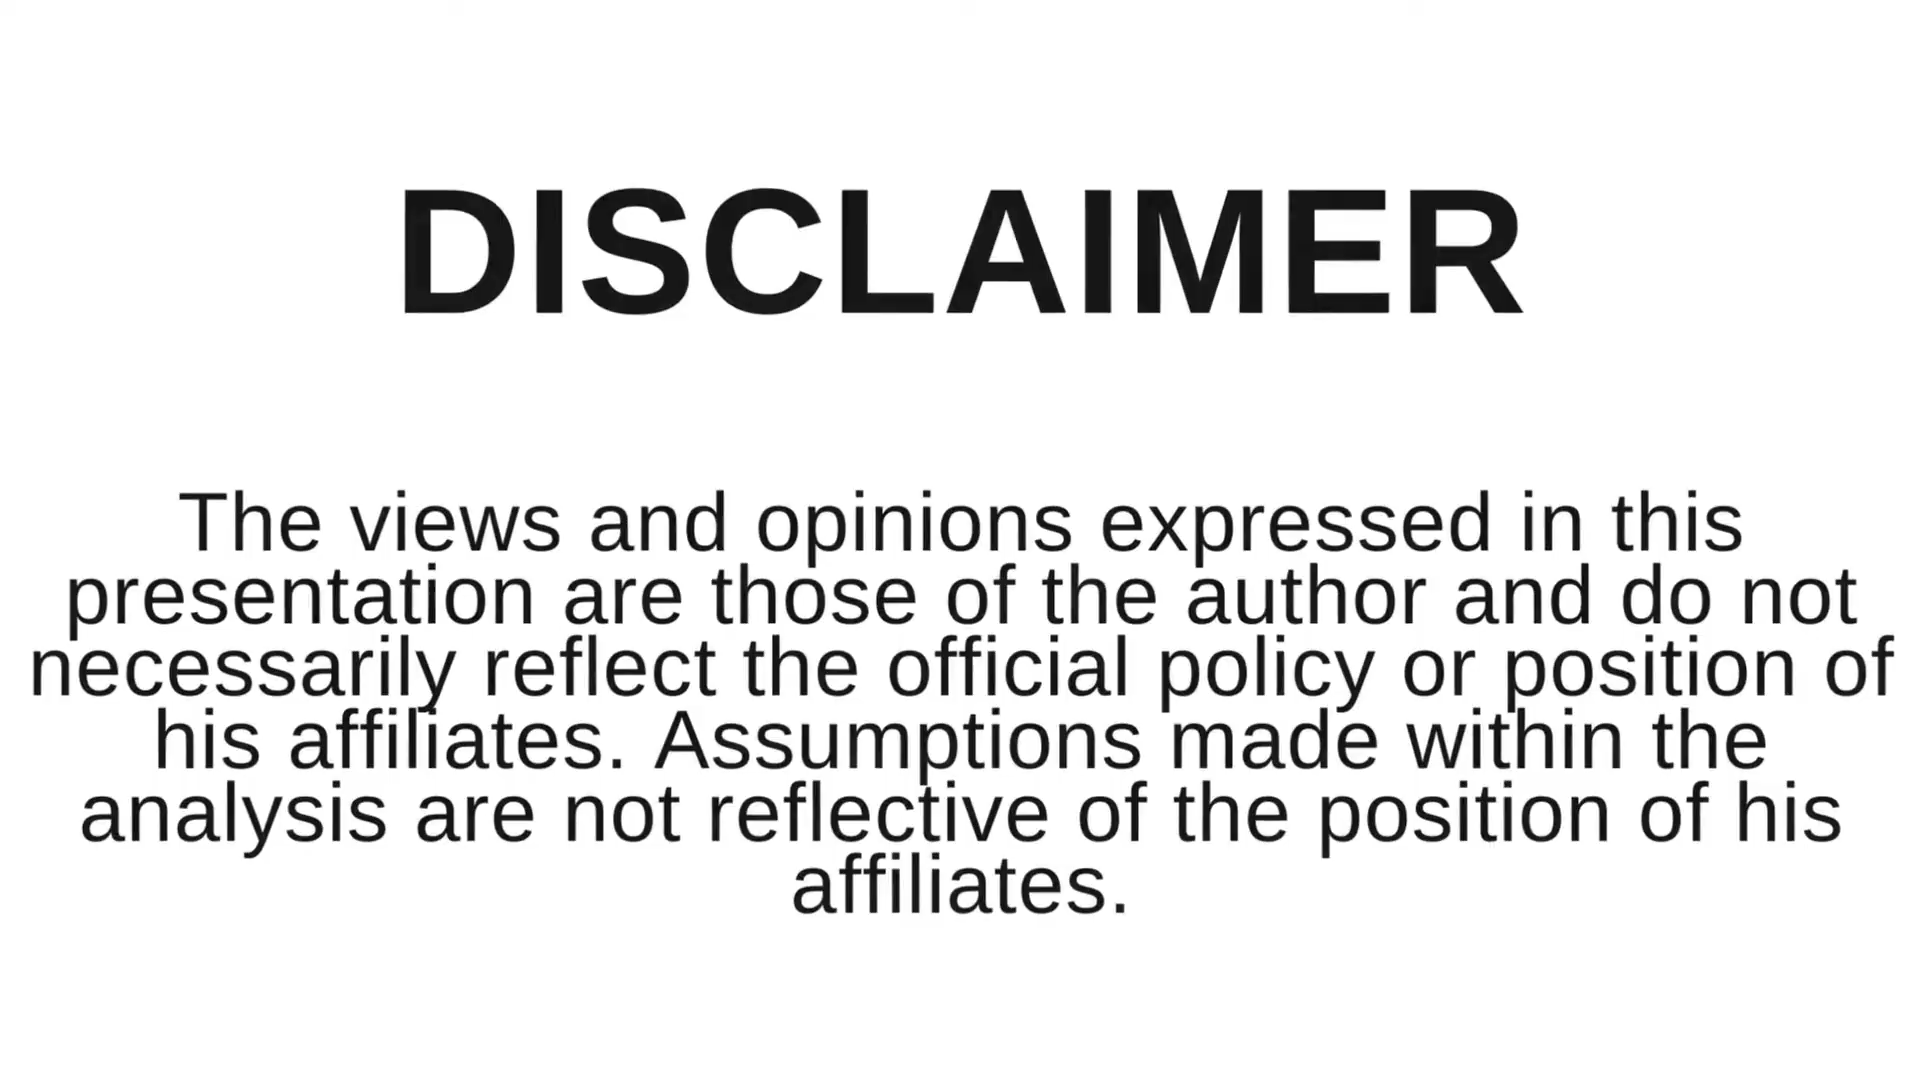 DISCLAIMER
The views and opinions expressed in this
presentation are those of the author and do not
necessarily reflect the official policy or position of
his affiliates. Assumptions made within the
analysis are not reflective of the position of his
affiliates.